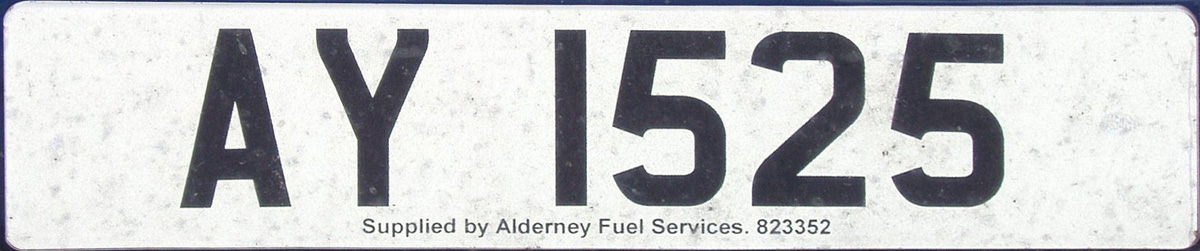 AY 1525
Supplied by Alderney Fuel Services. 823352